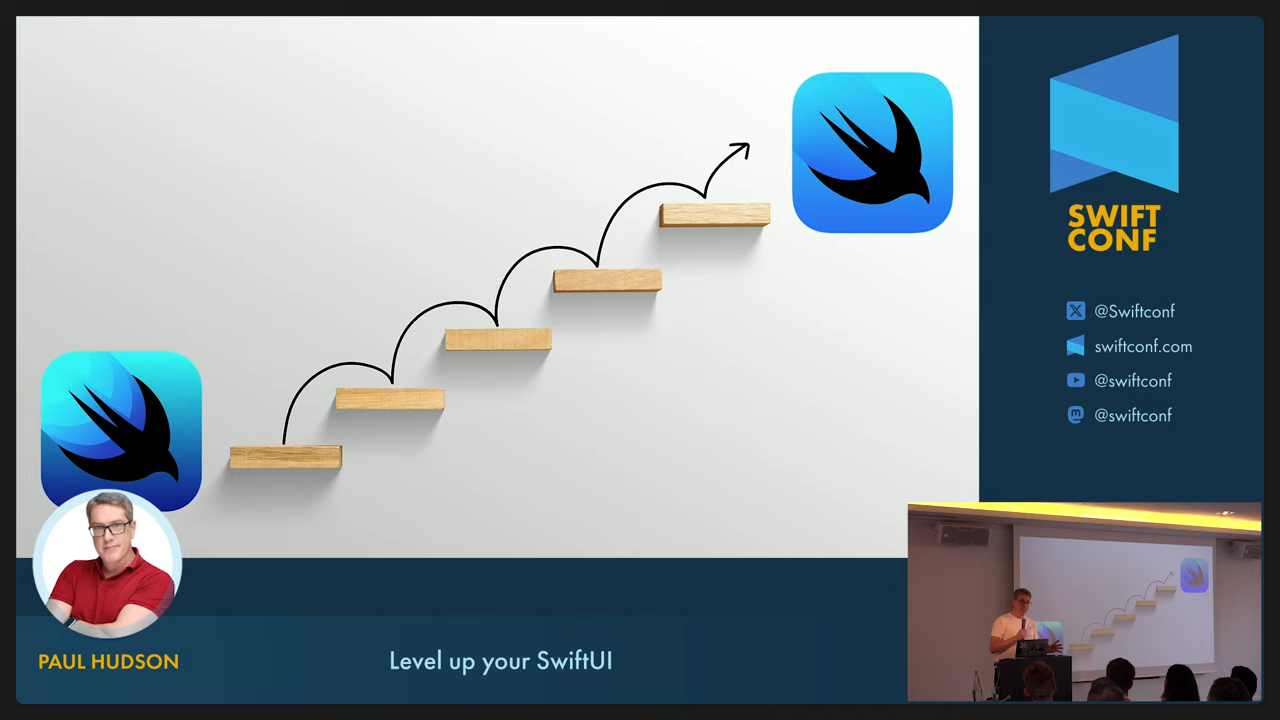 SWIFT
CONF
@Swiftconf
swiftconf.com
@swiftconf
@swiftconf
PAUL HUDSON
Level up your SwiftUI